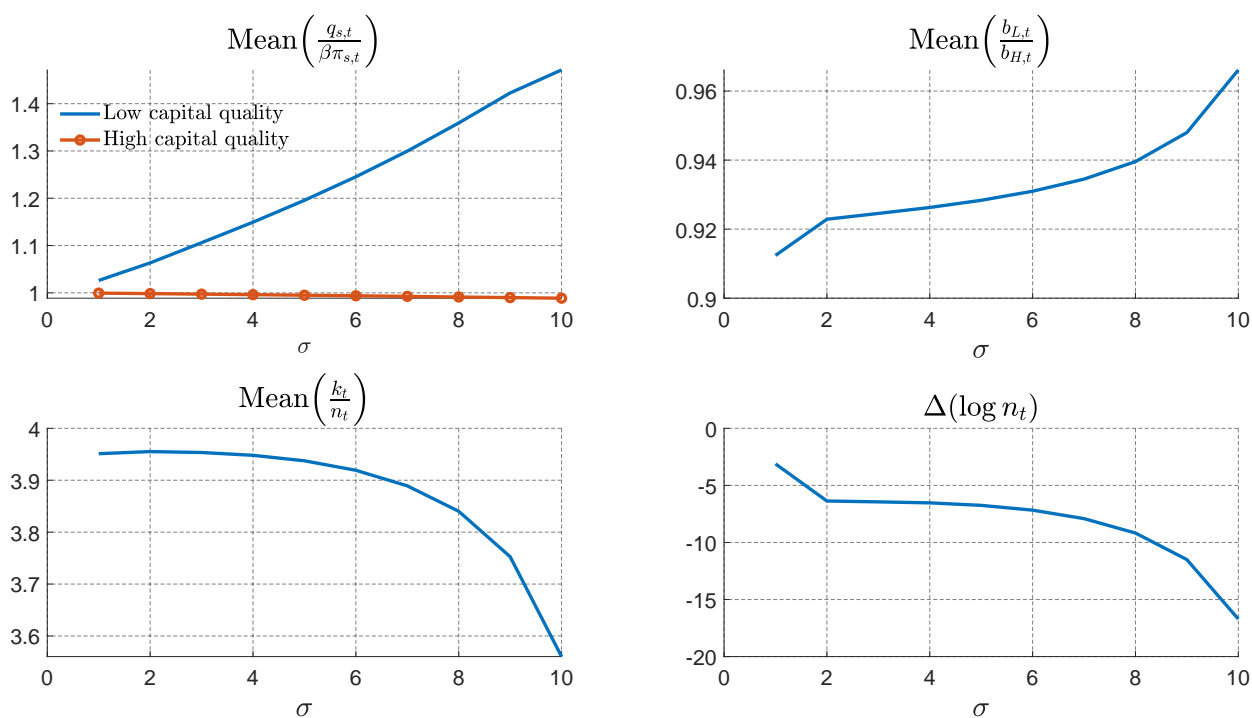 Mean(q_{s,t}/βπ_{s,t})
1.4
1.3
1.2
1.1
1
Low capital quality
High capital quality
0 2 4 6 8 10
σ
Mean(b_{L,t}/b_{H,t})
0.96
0.94
0.92
0.9
0 2 4 6 8 10
σ
Mean(k_t/n_t)
4
3.9
3.8
3.7
3.6
0 2 4 6 8 10
σ
Δ(log n_t)
0
-5
-10
-15
-20
0 2 4 6 8 10
σ